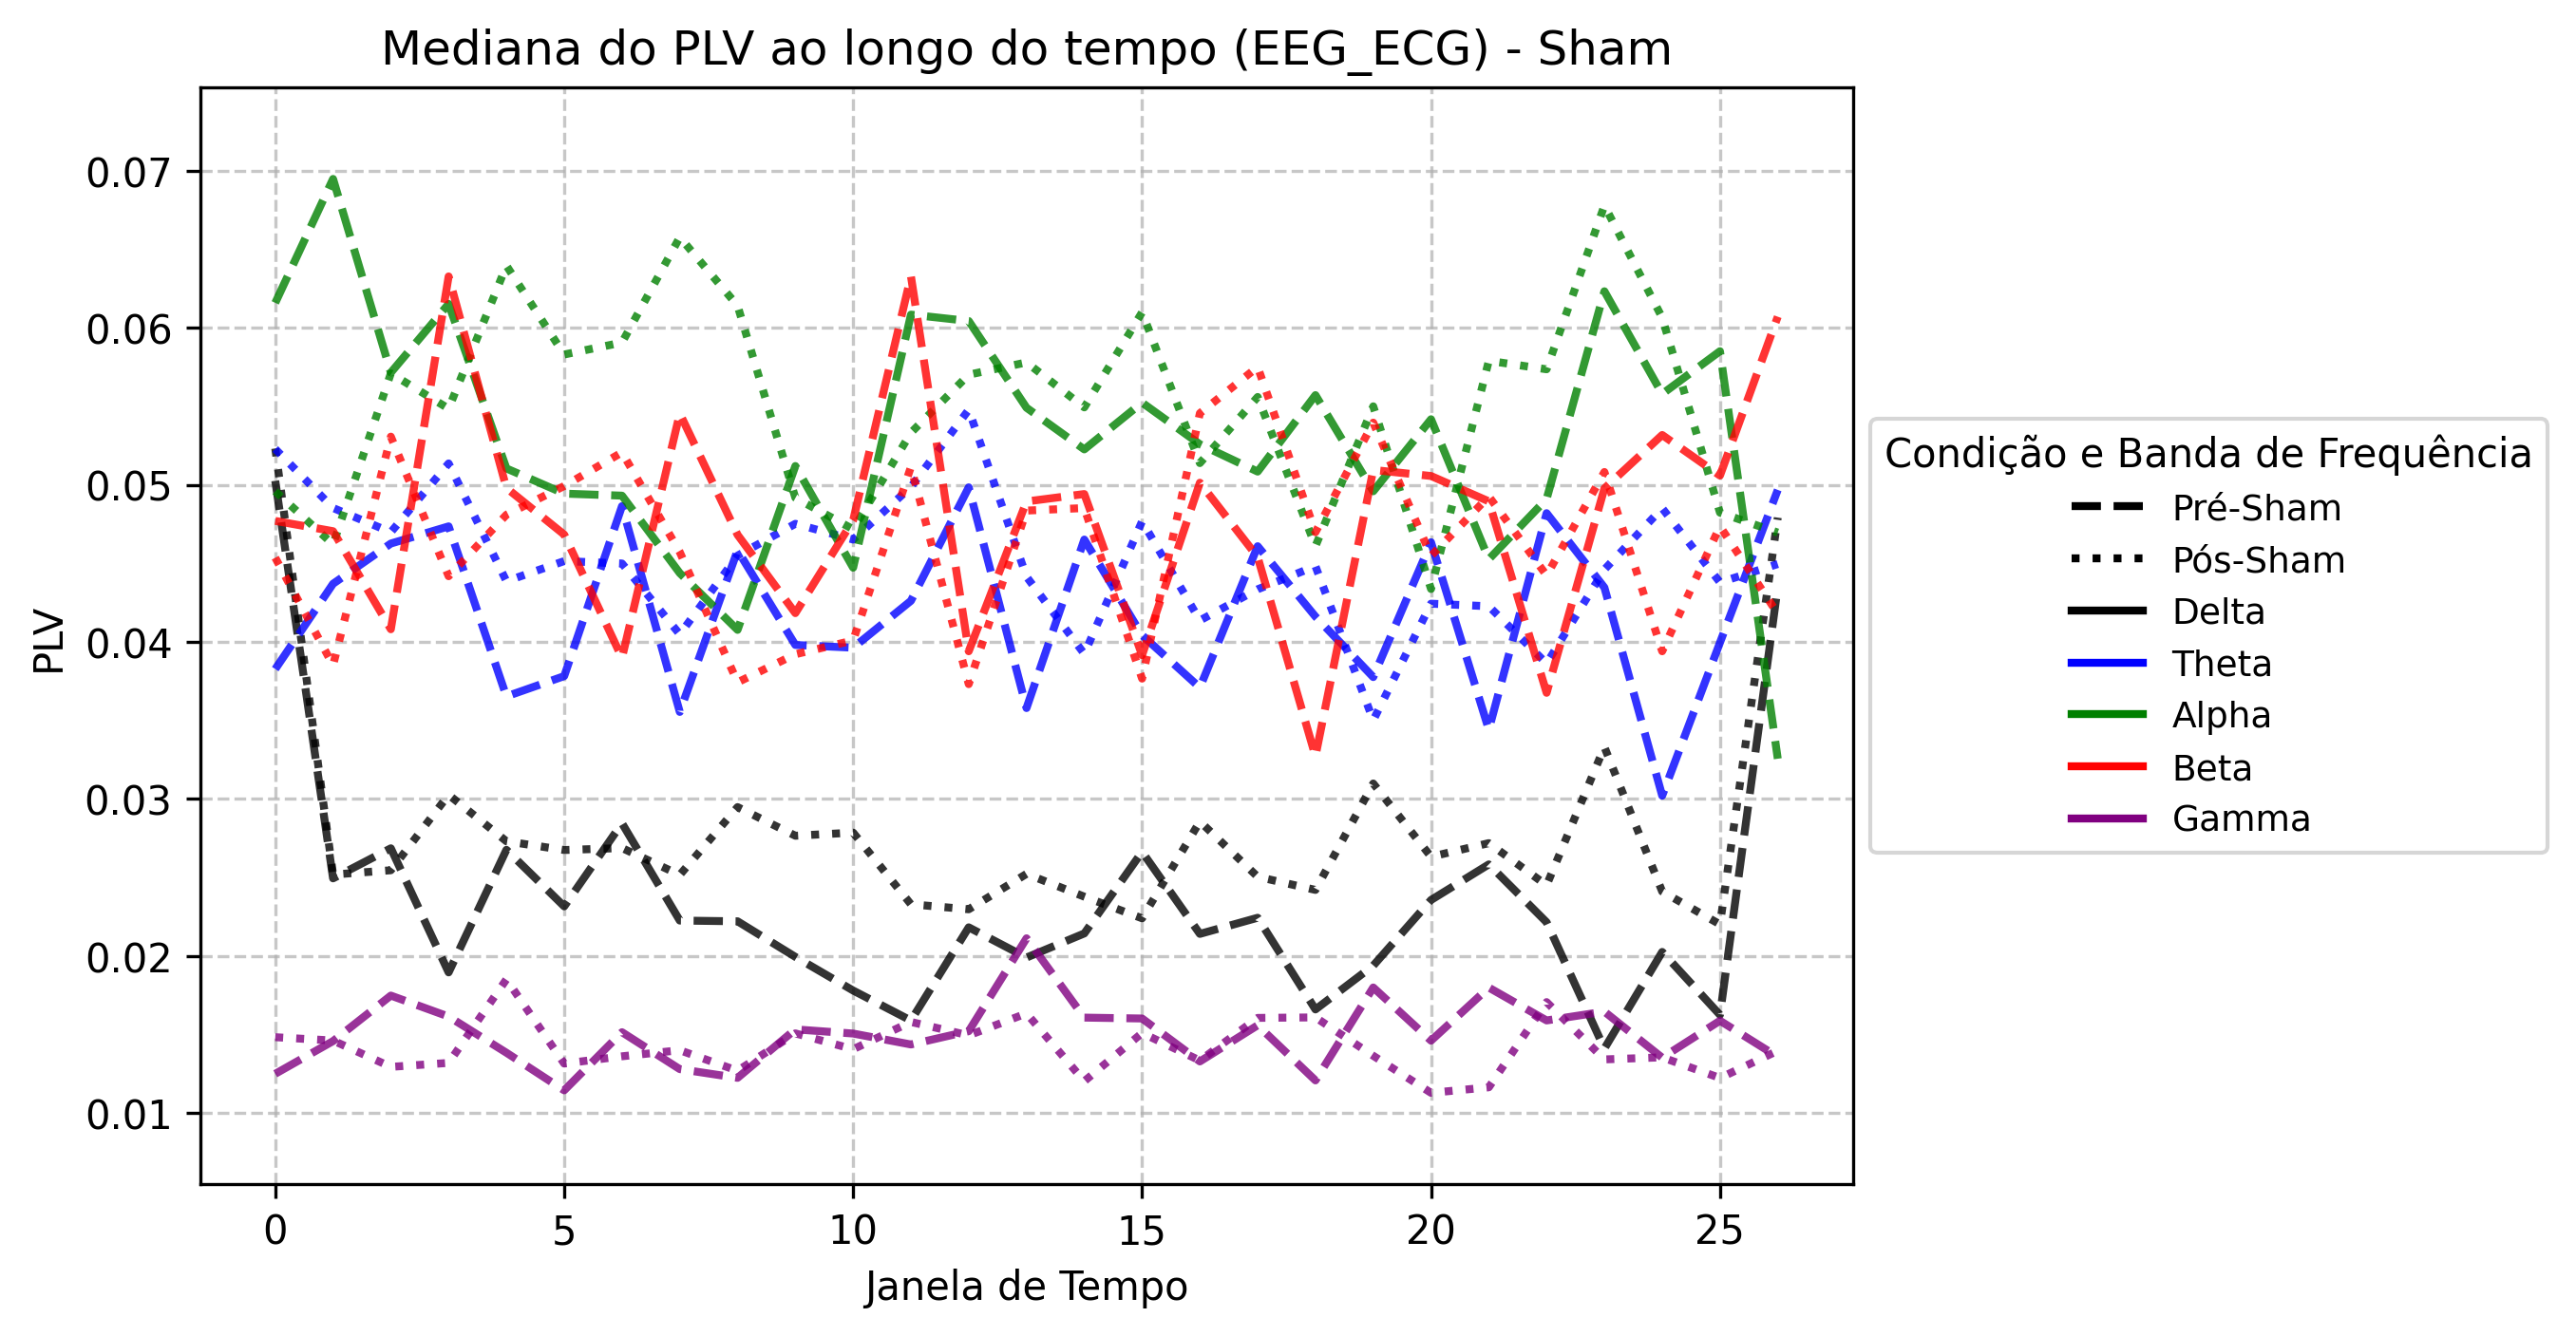 Mediana do PLV ao longo do tempo (EEG_ECG) - Sham
PLV
0.07
0.06
0.05
0.04
0.03
0.02
0.01
0 5 10 15 20 25
Janela de Tempo
Condição e Banda de Frequência
Pré-Sham
Pós-Sham
Delta
Theta
Alpha
Beta
Gamma